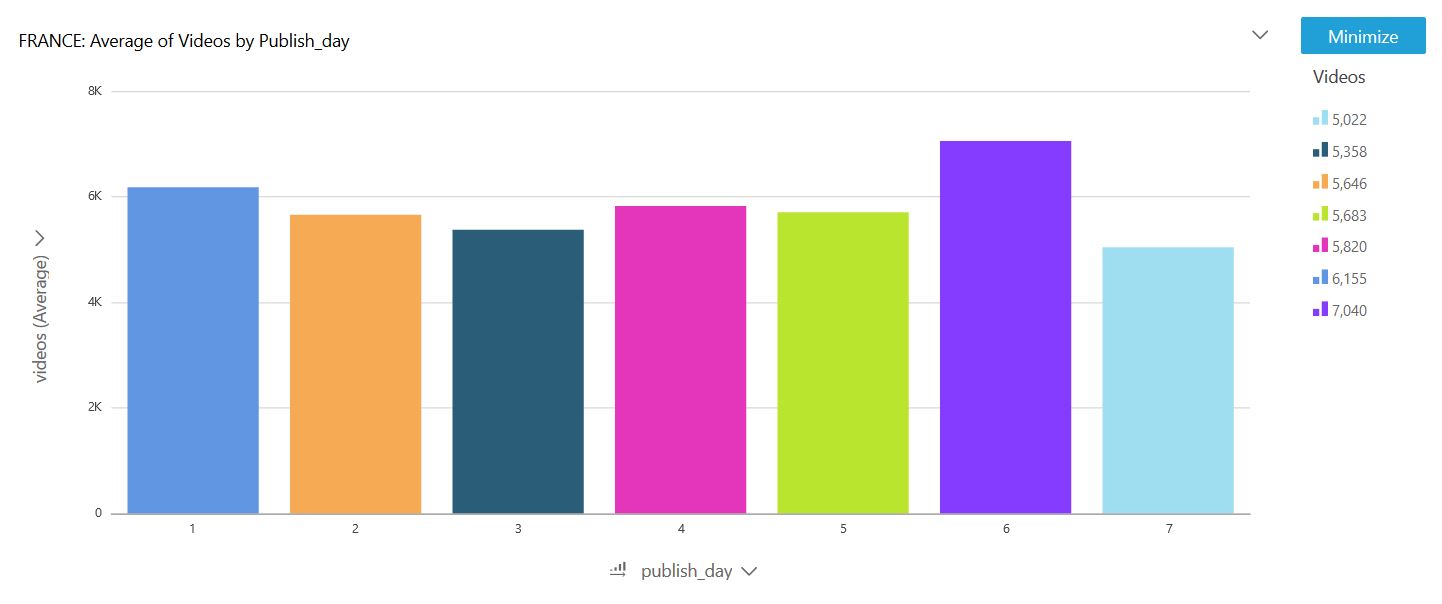 FRANCE: Average of Videos by Publish_day
Minimize
Videos
5,022
5,358
5,646
5,683
5,820
6,155
7,040
8K
6K
4K
2K
0
videos (Average)
1 2 3 4 5 6 7
publish_day